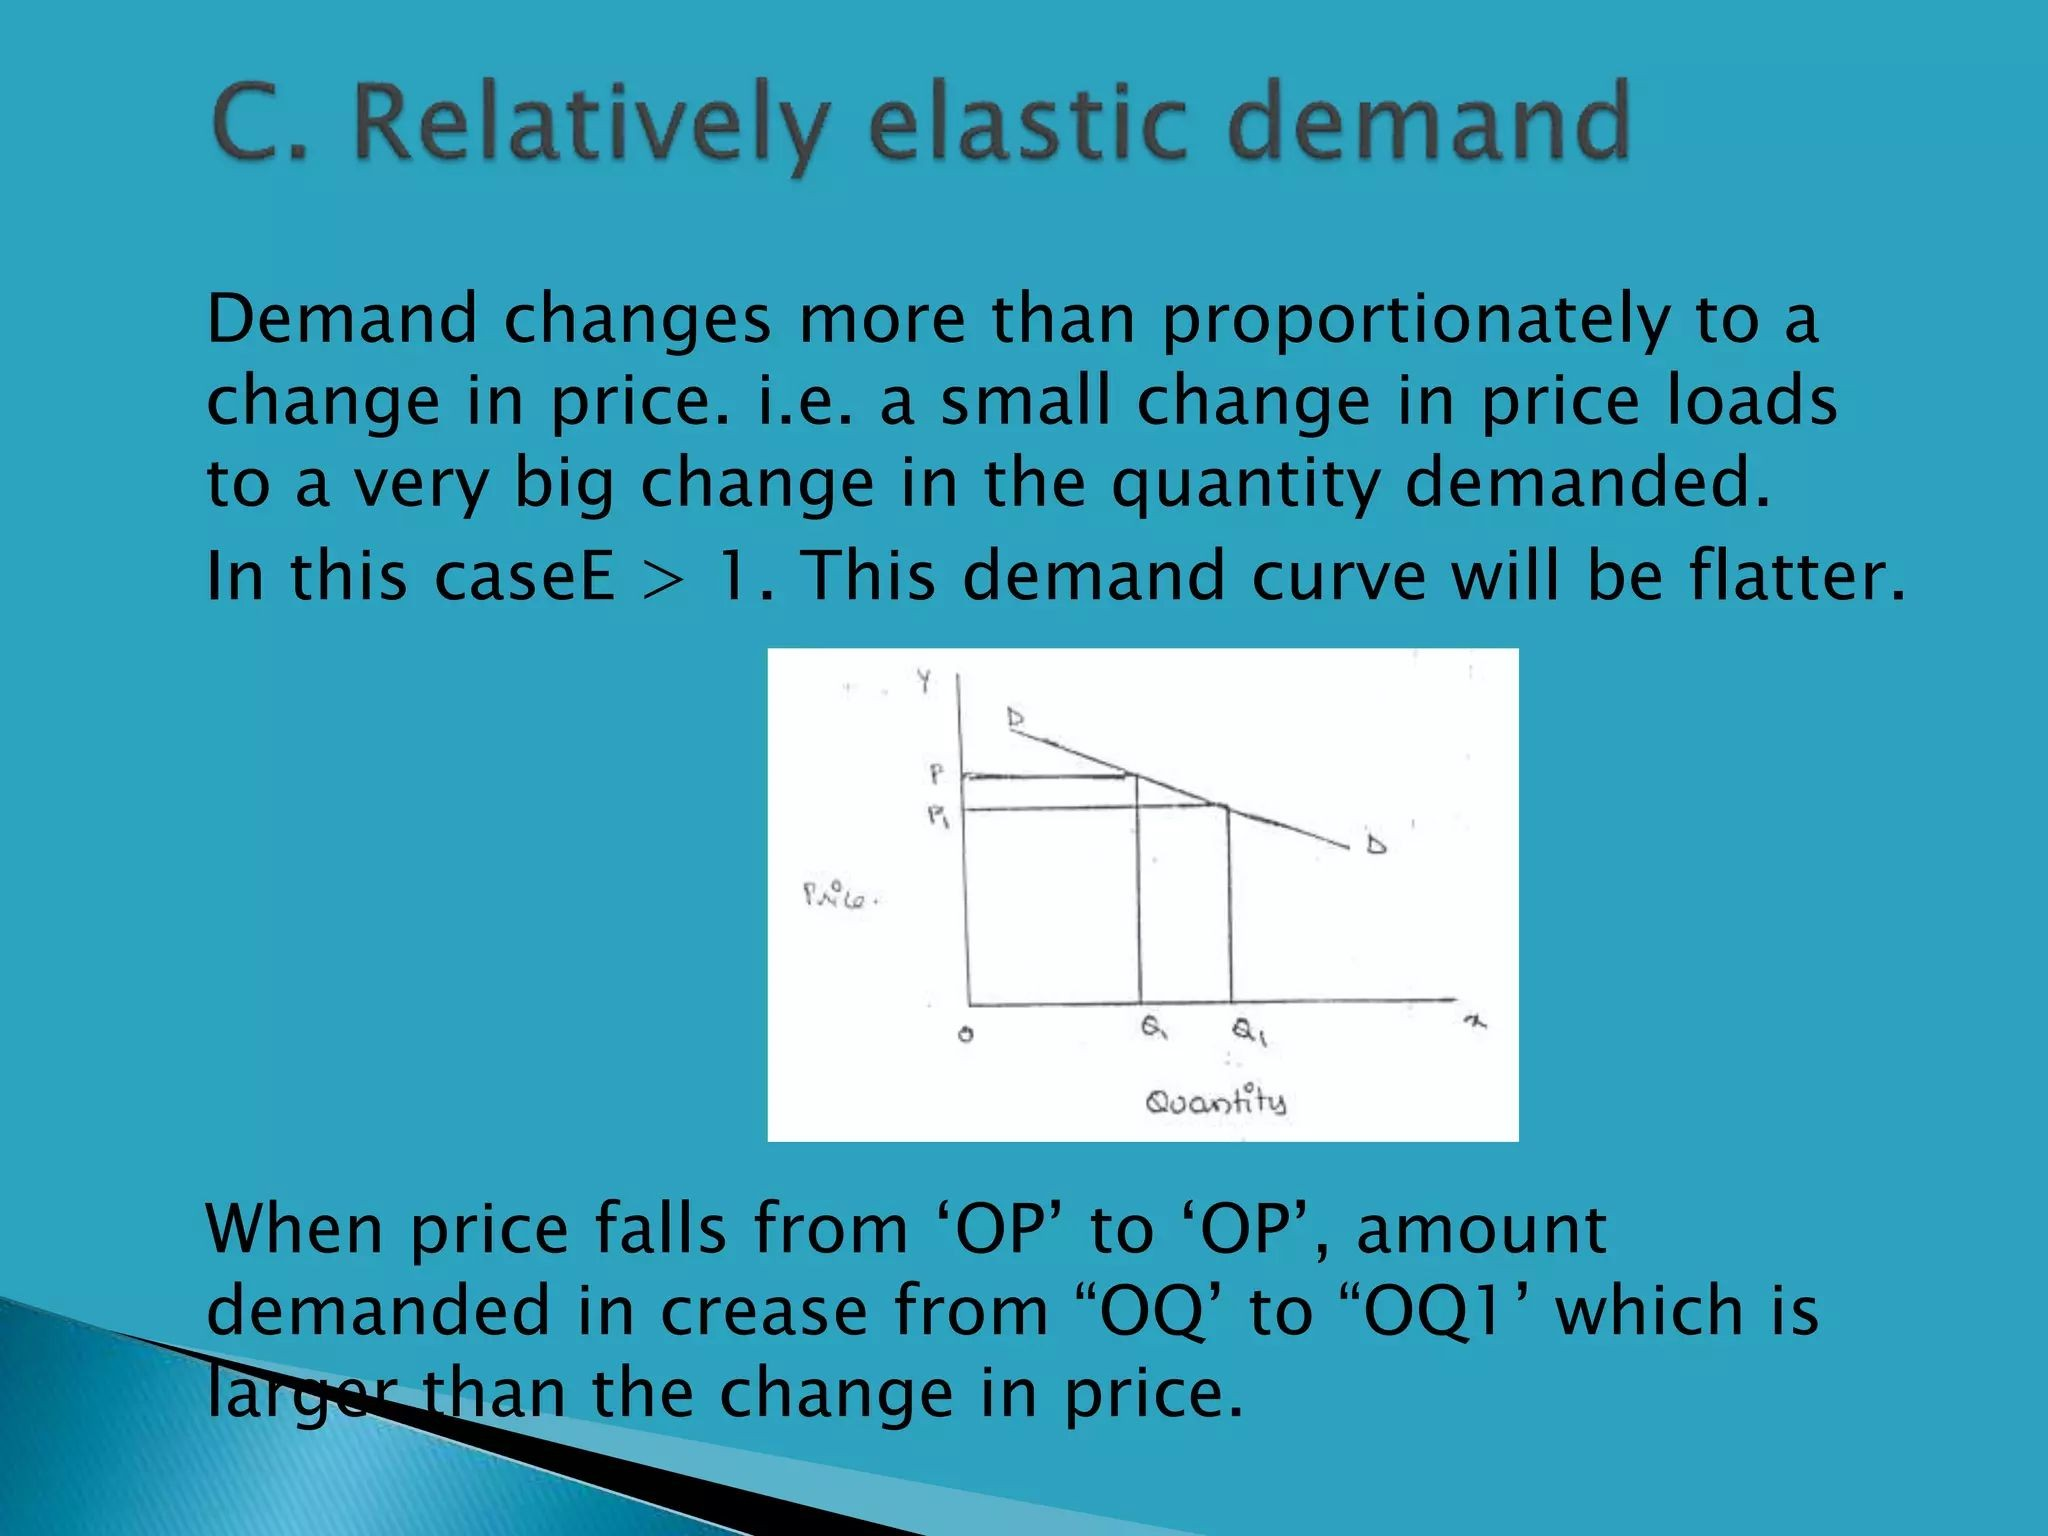 C. Relatively elastic demand
Demand changes more than proportionately to a
change in price. i.e. a small change in price loads
to a very big change in the quantity demanded.
In this caseE > 1. This demand curve will be flatter.
Y
D
P
P1
D
Price.
0
Q1
Q1
x
Quantity
When price falls from ‘OP’ to ‘OP’, amount
demanded in crease from “OQ’ to “OQ1’ which is
larger than the change in price.